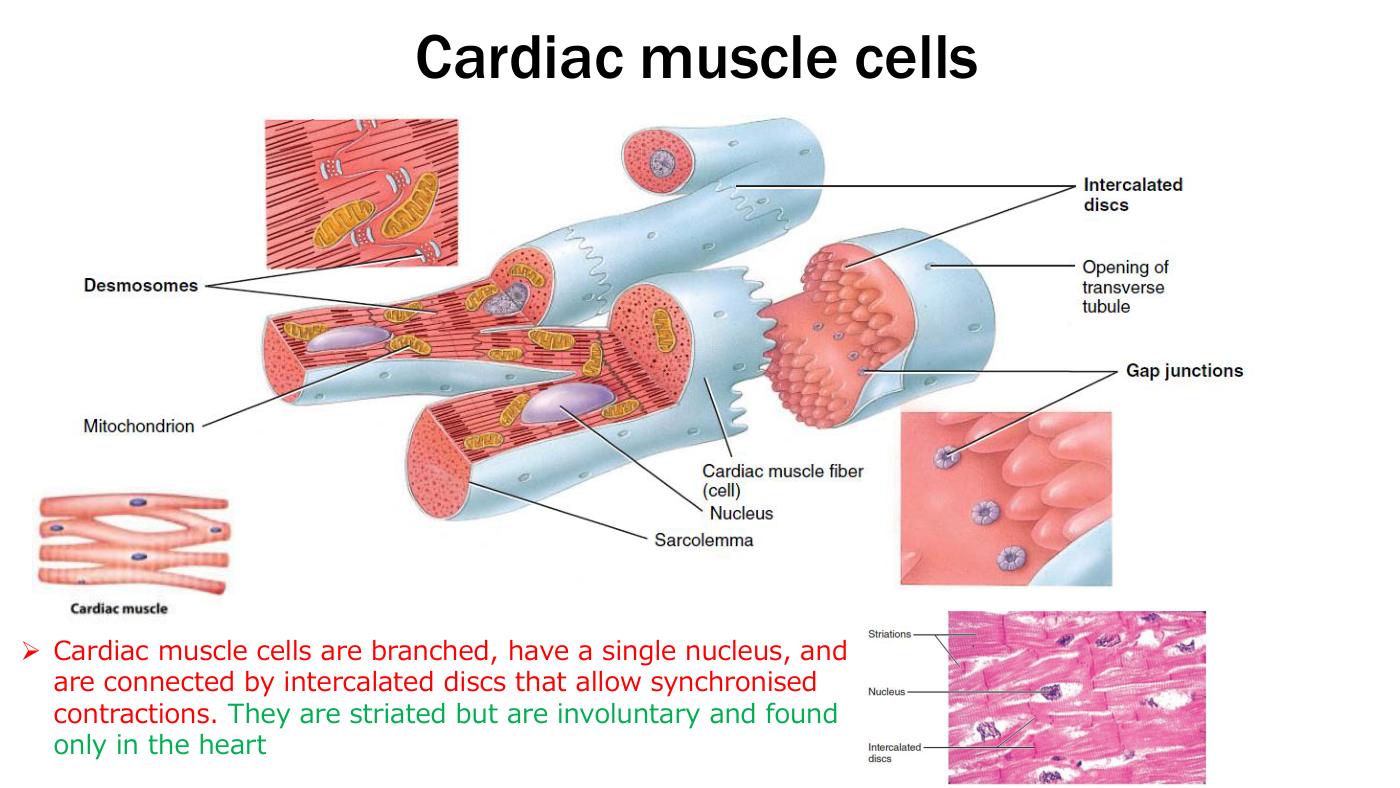 Cardiac muscle cells
Intercalated
discs
Desmosomes
Opening of
transverse
tubule
Gap junctions
Mitochondrion
Cardiac muscle fiber
(cell)
Nucleus
Sarcolemma
Cardiac muscle
➢ Cardiac muscle cells are branched, have a single nucleus, and
are connected by intercalated discs that allow synchronised
contractions. They are striated but are involuntary and found
only in the heart
Striations
Nucleus
Intercalated
discs